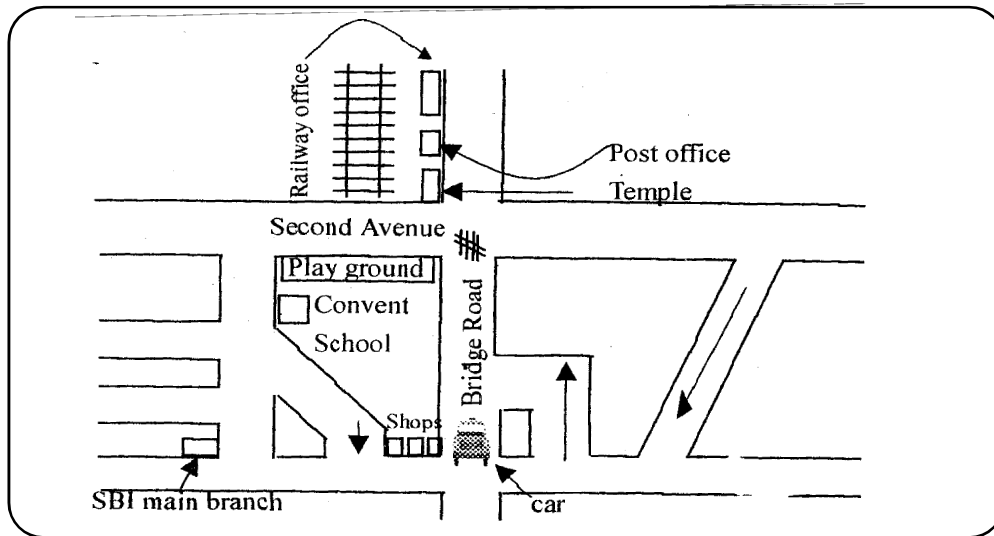 Railway office
Post office
Temple
Second Avenue
Play ground
Convent
School
Bridge Road
Shops
SBI main branch
car